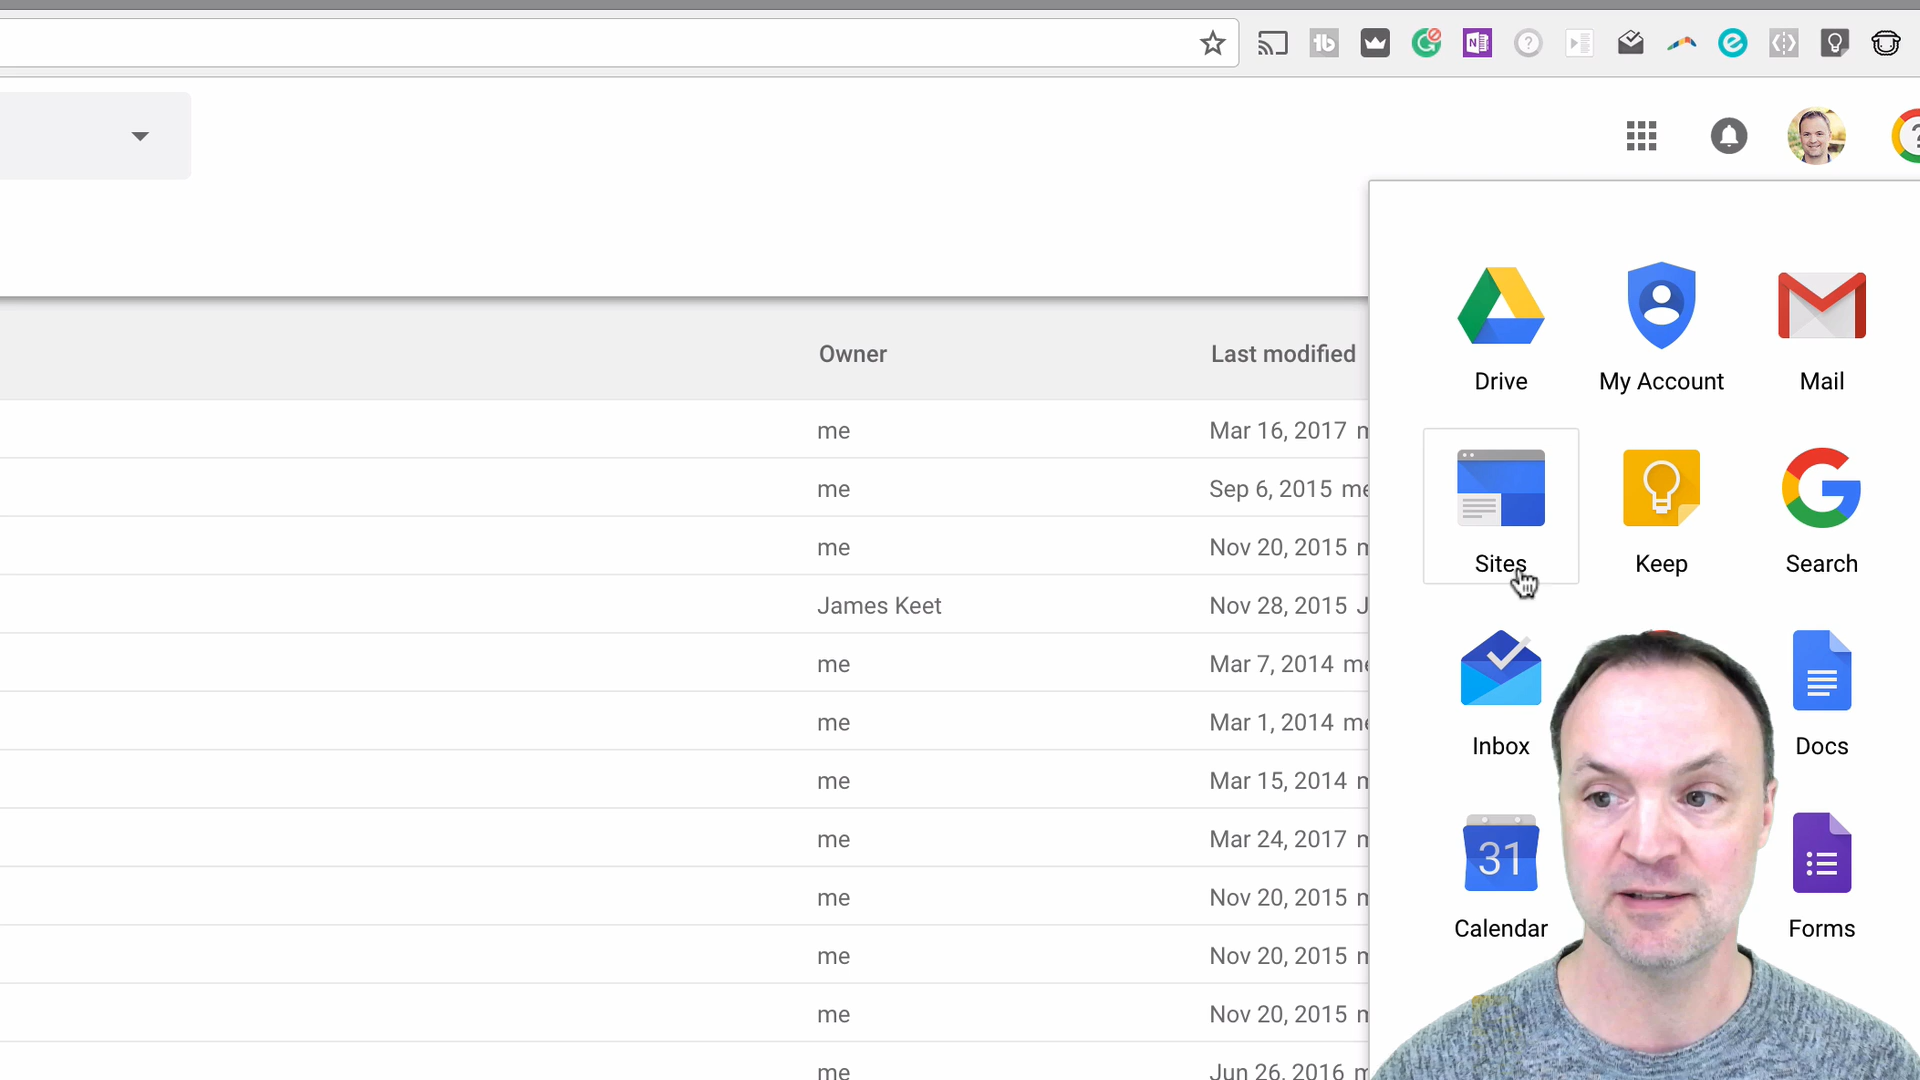 Owner Last modified
me Mar 16, 2017
me Sep 6, 2015 me
me Nov 20, 2015
James Keet Nov 28, 2015
me Mar 7, 2014 me
me Mar 1, 2014 me
me Mar 15, 2014
me Mar 24, 2017
me Nov 20, 2015
me Nov 20, 2015
me Nov 20, 2015
me Jun 26, 2016
Drive My Account Mail
Sites Keep Search
Inbox Docs
31
Calendar Forms